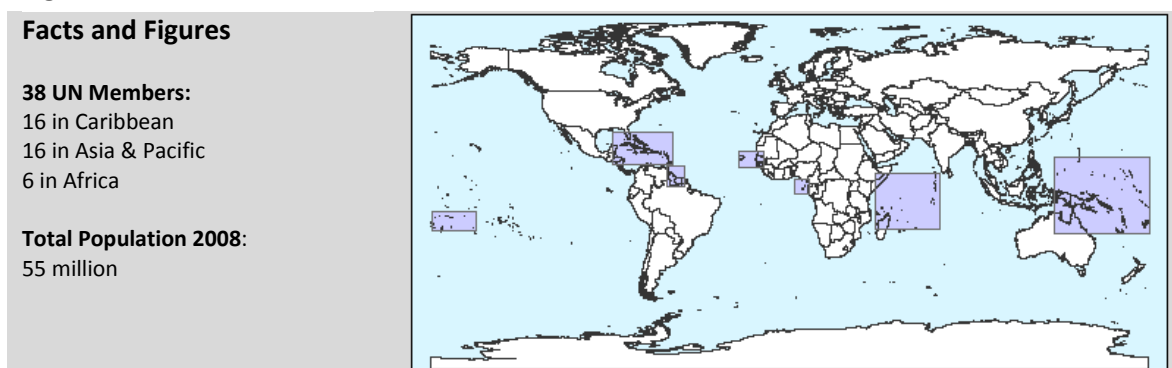 Facts and Figures
38 UN Members:
16 in Caribbean
16 in Asia & Pacific
6 in Africa
Total Population 2008:
55 million